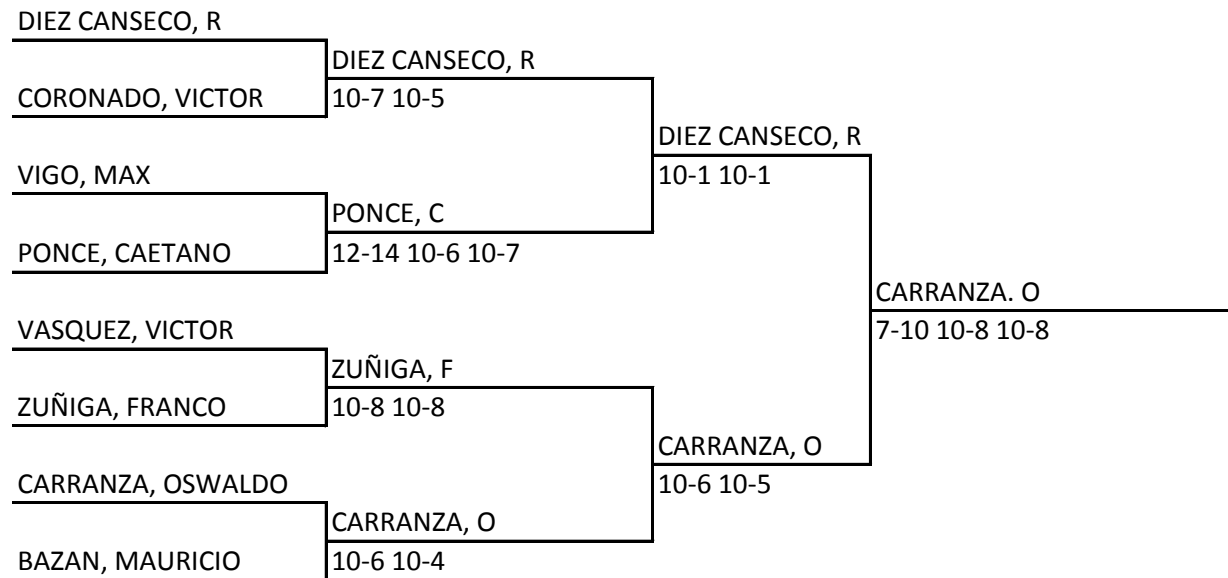 DIEZ CANSECO, R
DIEZ CANSECO, R
CORONADO, VICTOR
10-7 10-5
DIEZ CANSECO, R
VIGO, MAX
10-1 10-1
PONCE, C
PONCE, CAETANO
12-14 10-6 10-7
CARRANZA. O
VASQUEZ, VICTOR
7-10 10-8 10-8
ZUÑIGA, F
ZUÑIGA, FRANCO
10-8 10-8
CARRANZA, O
CARRANZA, OSWALDO
10-6 10-5
CARRANZA, O
BAZAN, MAURICIO
10-6 10-4